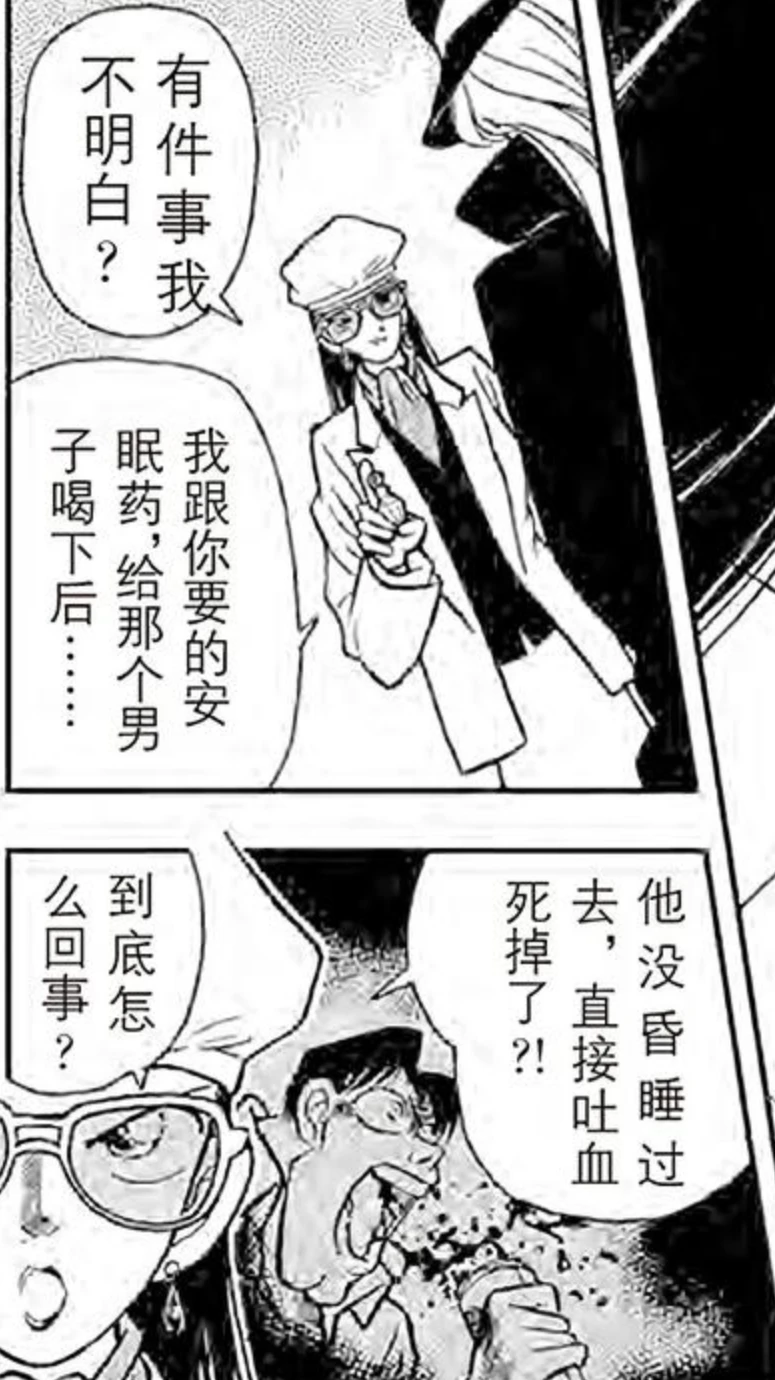 有件事我
不明白？
我跟你要的安
眠药，给那个男
子喝下后……
他没昏睡过
去，直接吐血
死掉了?!
到底怎
么回事？